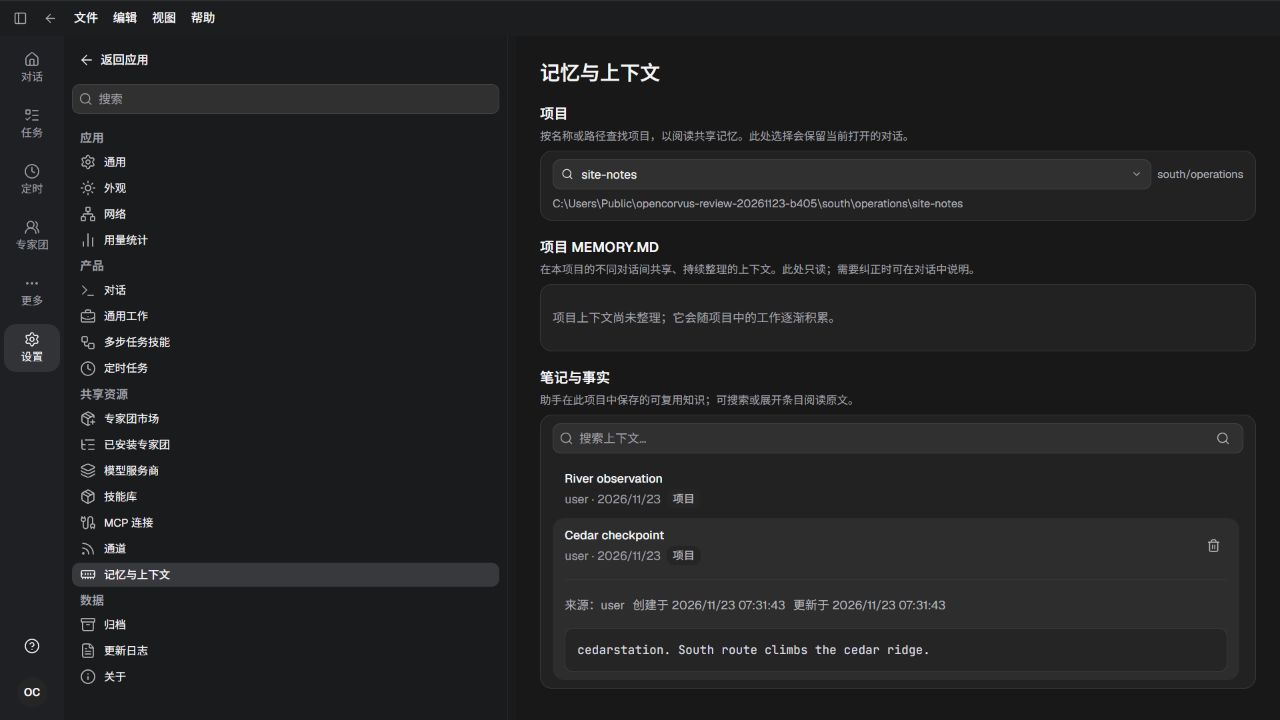 文件 编辑 视图 帮助
对话
任务
定时
专家团
更多
设置
OC
返回应用
搜索
应用
通用
外观
网络
用量统计
产品
对话
通用工作
多步任务技能
定时任务
共享资源
专家团市场
已安装专家团
模型服务商
技能库
MCP 连接
通道
记忆与上下文
数据
归档
更新日志
关于
记忆与上下文
项目
按名称或路径查找项目，以阅读共享记忆。此处选择会保留当前打开的对话。
site-notes south/operations
C:\Users\Public\opencorvus-review-20261123-b405\south\operations\site-notes
项目 MEMORY.MD
在本项目的不同对话间共享、持续整理的上下文。此处只读；需要纠正时可在对话中说明。
项目上下文尚未整理；它会随项目中的工作逐渐积累。
笔记与事实
助手在此项目中保存的可复用知识；可搜索或展开条目阅读原文。
搜索上下文...
River observation
user · 2026/11/23 项目
Cedar checkpoint
user · 2026/11/23 项目
来源：user 创建于 2026/11/23 07:31:43 更新于 2026/11/23 07:31:43
cedarstation. South route climbs the cedar ridge.